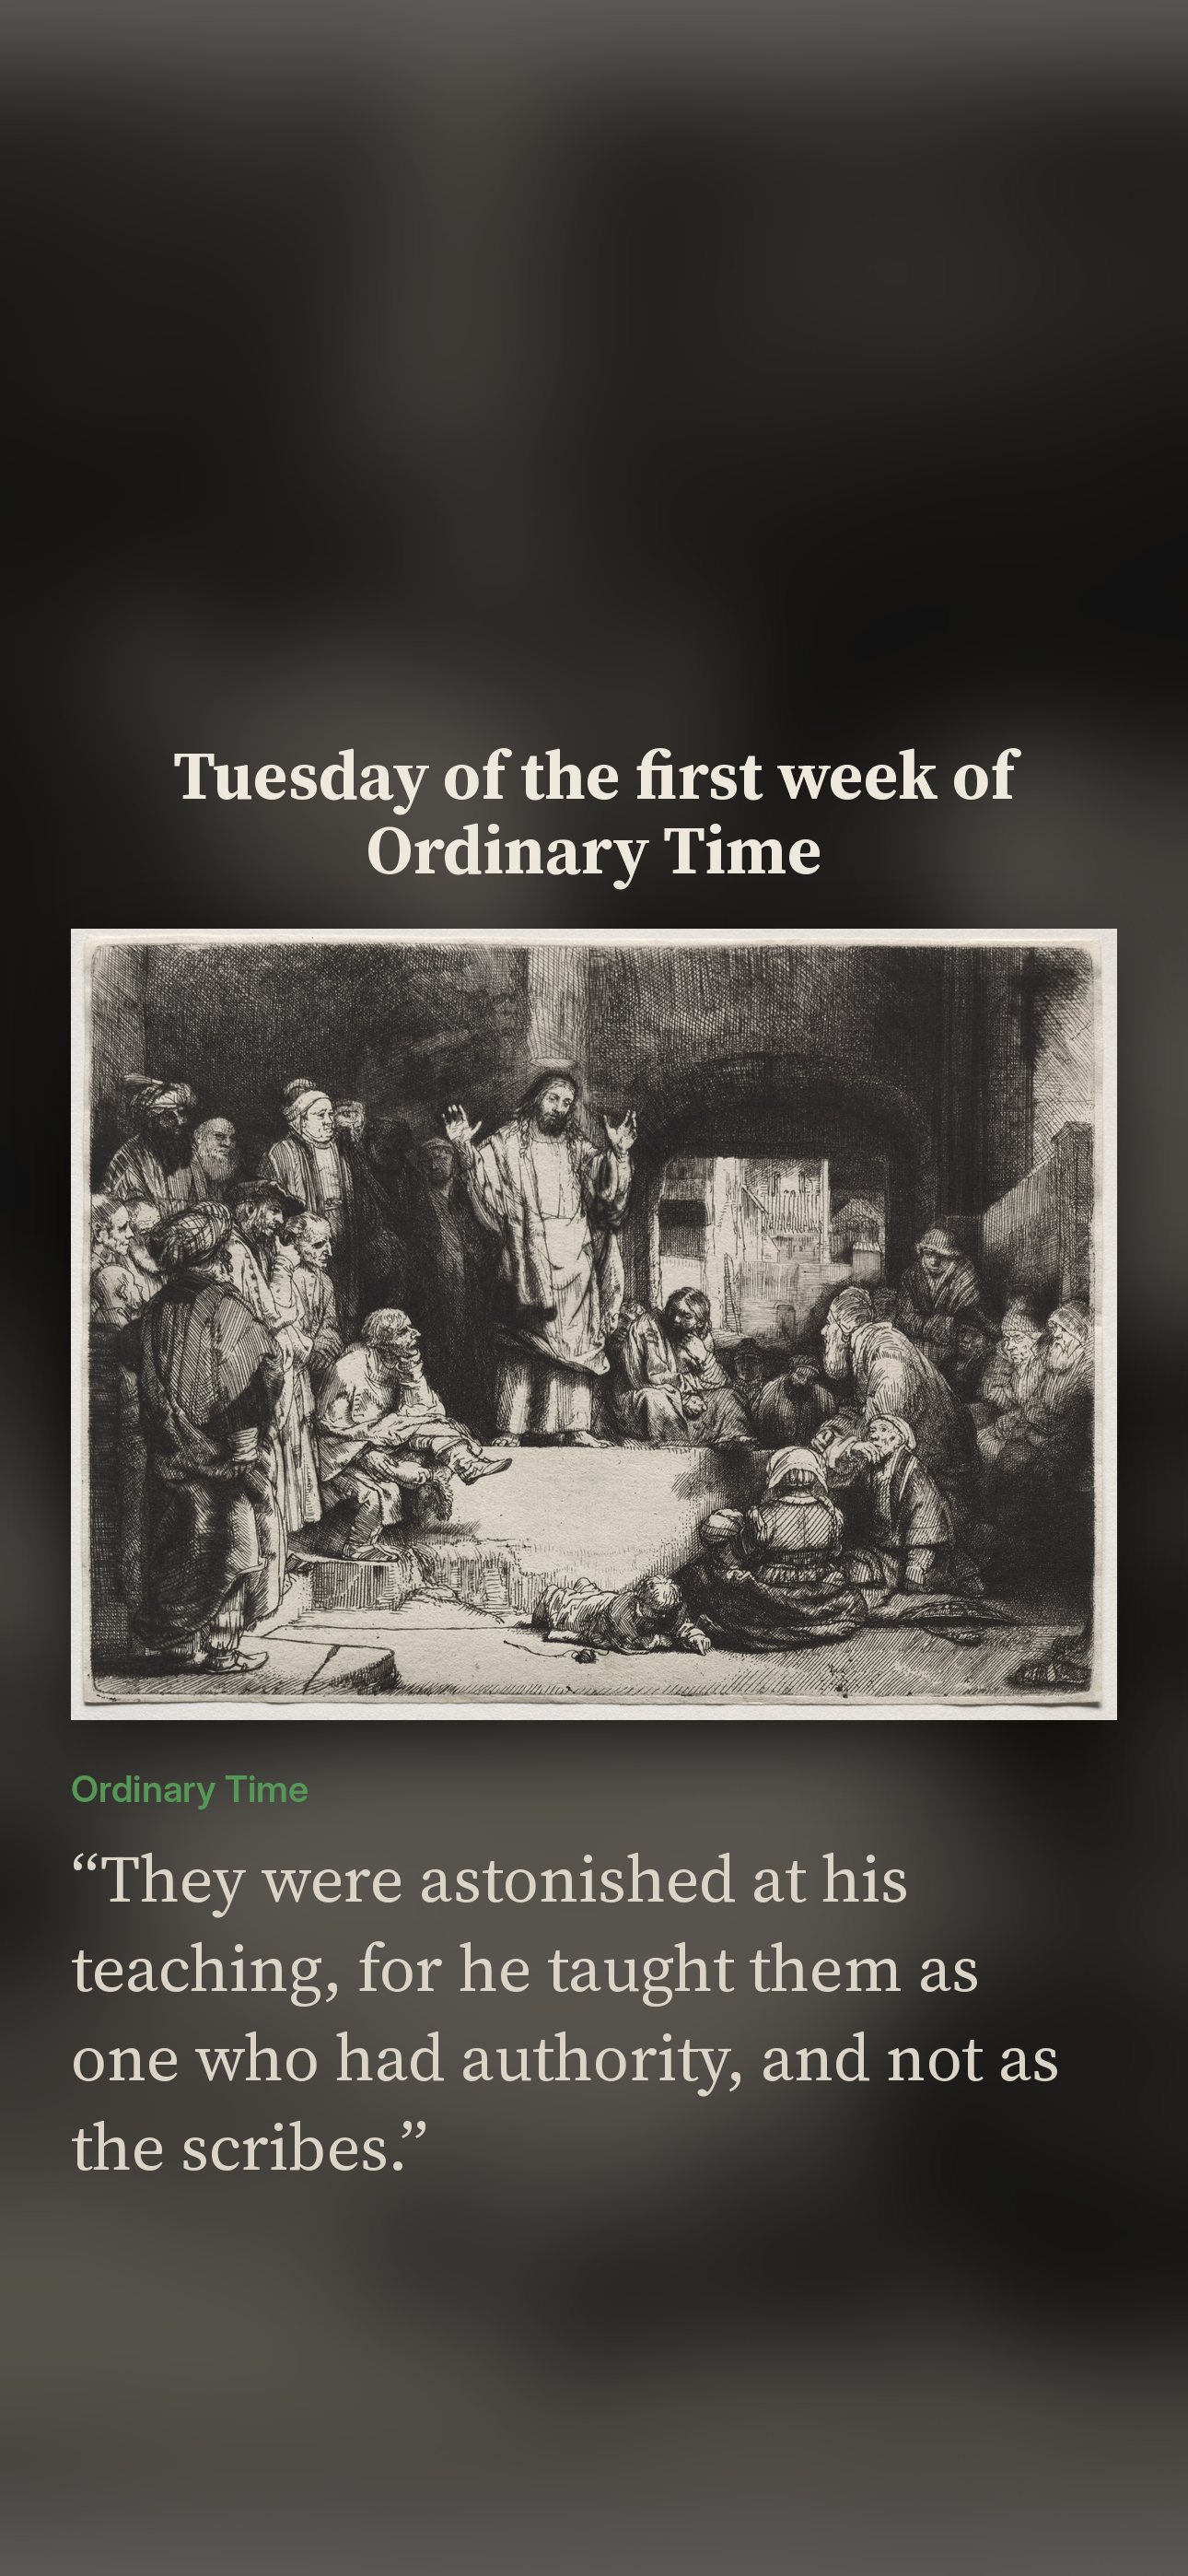 Tuesday of the first week of
Ordinary Time
Ordinary Time
“They were astonished at his
teaching, for he taught them as
one who had authority, and not as
the scribes.”